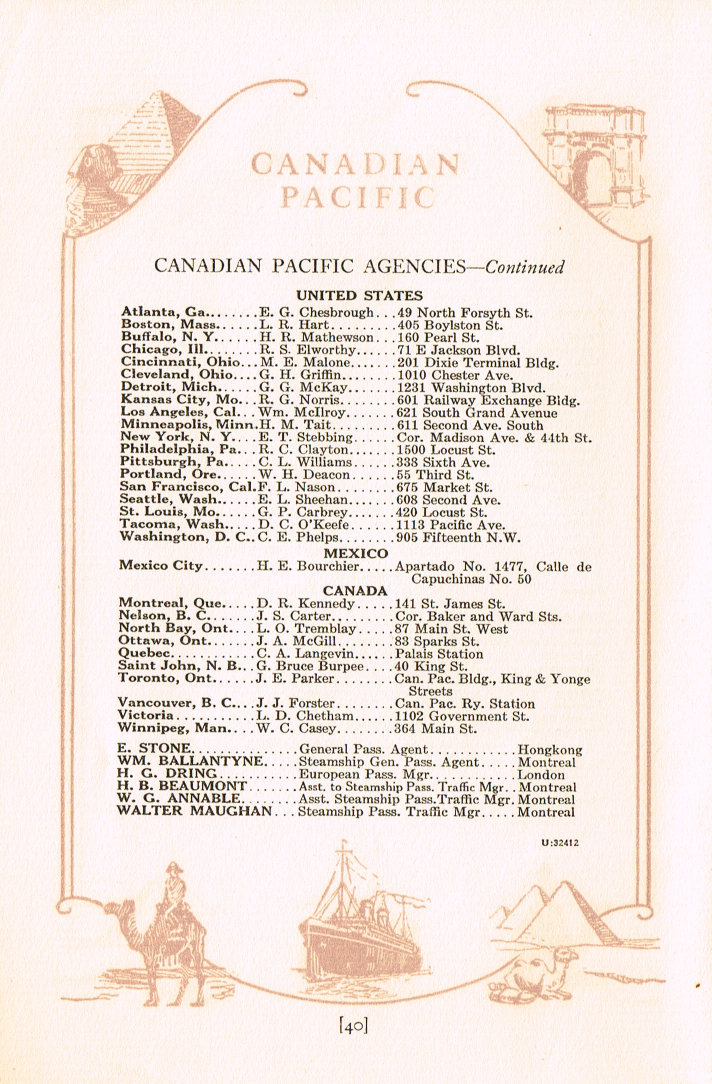 CANADIAN
PACIFIC
CANADIAN PACIFIC AGENCIES—Continued
UNITED STATES
Atlanta, Ga........E. G. Chesbrough...49 North Forsyth St.
Boston, Mass......L. R. Hart.........405 Boylston St.
Buffalo, N. Y......H. R. Mathewson...160 Pearl St.
Chicago, Ill........R. S. Elworthy......71 E Jackson Blvd.
Cincinnati, Ohio...M. E. Malone.......201 Dixie Terminal Bldg.
Cleveland, Ohio....G. H. Griffin........1010 Chester Ave.
Detroit, Mich......G. G. McKay.......1231 Washington Blvd.
Kansas City, Mo...R. G. Norris........601 Railway Exchange Bldg.
Los Angeles, Cal...Wm. McIlroy.......621 South Grand Avenue
Minneapolis, Minn.H. M. Tait.........611 Second Ave. South
New York, N. Y....E. T. Stebbing......Cor. Madison Ave. & 44th St.
Philadelphia, Pa...R. C. Clayton.......1500 Locust St.
Pittsburgh, Pa.....C. L. Williams......338 Sixth Ave.
Portland, Ore......W. H. Deacon......55 Third St.
San Francisco, Cal.F. L. Nason........675 Market St.
Seattle, Wash......E. L. Sheehan.......608 Second Ave.
St. Louis, Mo......G. P. Carbrey.......420 Locust St.
Tacoma, Wash.....D. C. O'Keefe......1113 Pacific Ave.
Washington, D. C..C. E. Phelps........905 Fifteenth N.W.
MEXICO
Mexico City.......H. E. Bourchier.....Apartado No. 1477, Calle de
Capuchinas No. 50
CANADA
Montreal, Que.....D. R. Kennedy.....141 St. James St.
Nelson, B. C.......J. S. Carter.........Cor. Baker and Ward Sts.
North Bay, Ont....L. O. Tremblay.....87 Main St. West
Ottawa, Ont.......J. A. McGill........83 Sparks St.
Quebec............C. A. Langevin......Palais Station
Saint John, N. B...G. Bruce Burpee....40 King St.
Toronto, Ont......J. E. Parker........Can. Pac. Bldg., King & Yonge
Streets
Vancouver, B. C....J. J. Forster........Can. Pac. Ry. Station
Victoria...........L. D. Chetham......1102 Government St.
Winnipeg, Man....W. C. Casey........364 Main St.
E. STONE..............General Pass. Agent...........Hongkong
WM. BALLANTYNE.....Steamship Gen. Pass. Agent.....Montreal
H. G. DRING...........European Pass. Mgr...........London
H. B. BEAUMONT.......Asst. to Steamship Pass. Traffic Mgr..Montreal
W. G. ANNABLE........Asst. Steamship Pass.Traffic Mgr. Montreal
WALTER MAUGHAN...Steamship Pass. Traffic Mgr.....Montreal
U:32412
[40]